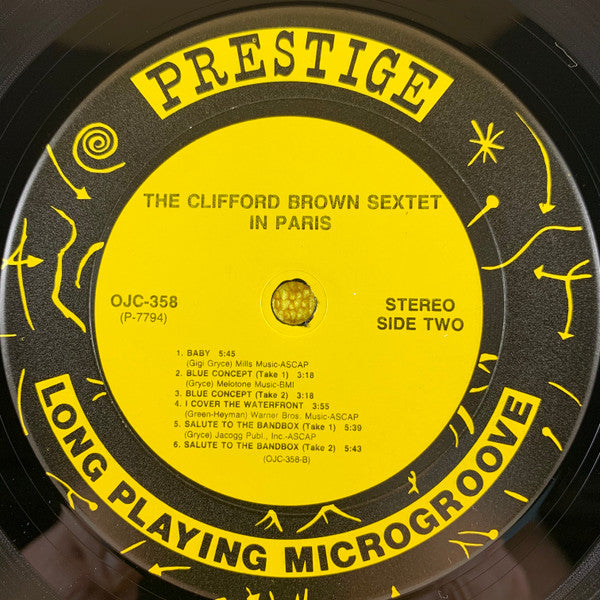 PRESTIGE
THE CLIFFORD BROWN SEXTET
IN PARIS
OJC-358
(P-7794)
STEREO
SIDE TWO
1. BABY 5:45
(Gigi Gryce) Mills Music-ASCAP
2. BLUE CONCEPT (Take 1) 3:18
(Gryce) Melotone Music-BMI
3. BLUE CONCEPT (Take 2) 3:18
4. I COVER THE WATERFRONT 3:55
(Green-Heyman) Warner Bros. Music-ASCAP
5. SALUTE TO THE BANDBOX (Take 1) 5:39
(Gryce) Jacogg Publ., Inc.-ASCAP
6. SALUTE TO THE BANDBOX (Take 2) 5:43
(OJC-358-B)
LONG PLAYING MICROGROOVE